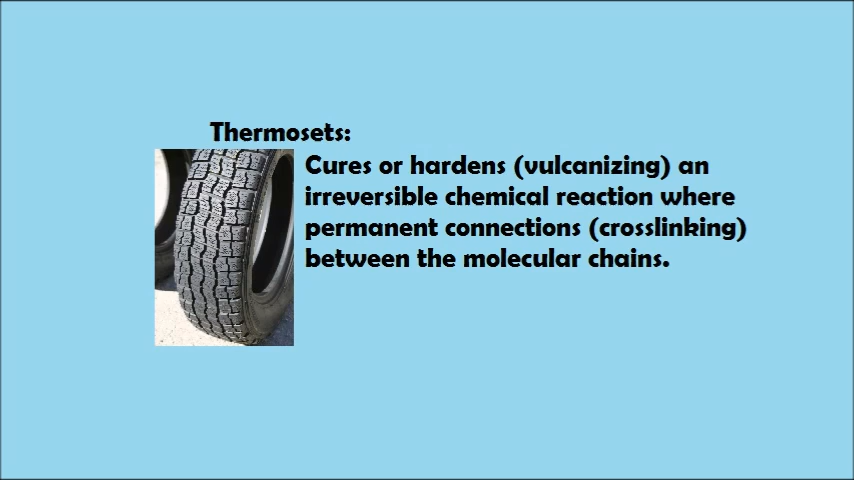 Thermosets:
Cures or hardens (vulcanizing) an
irreversible chemical reaction where
permanent connections (crosslinking)
between the molecular chains.